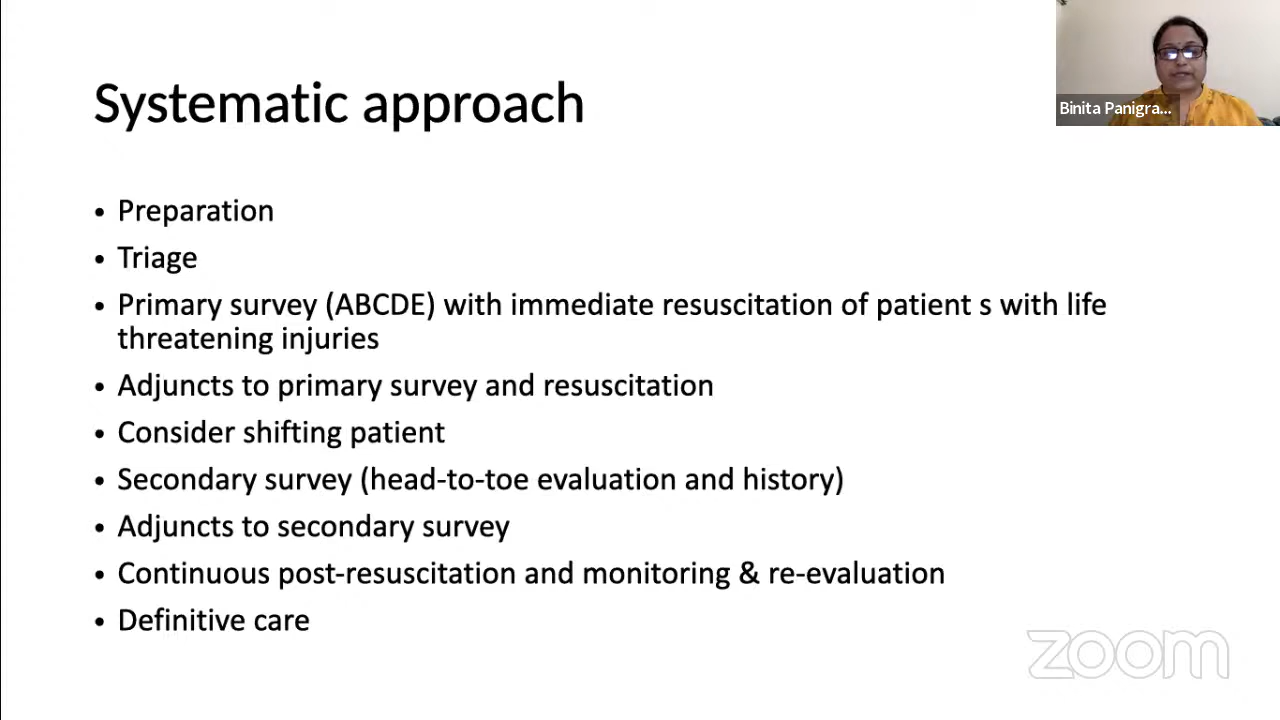 Systematic approach
Binita Panigra...
• Preparation
• Triage
• Primary survey (ABCDE) with immediate resuscitation of patient s with life
threatening injuries
• Adjuncts to primary survey and resuscitation
• Consider shifting patient
• Secondary survey (head-to-toe evaluation and history)
• Adjuncts to secondary survey
• Continuous post-resuscitation and monitoring & re-evaluation
• Definitive care
zoom